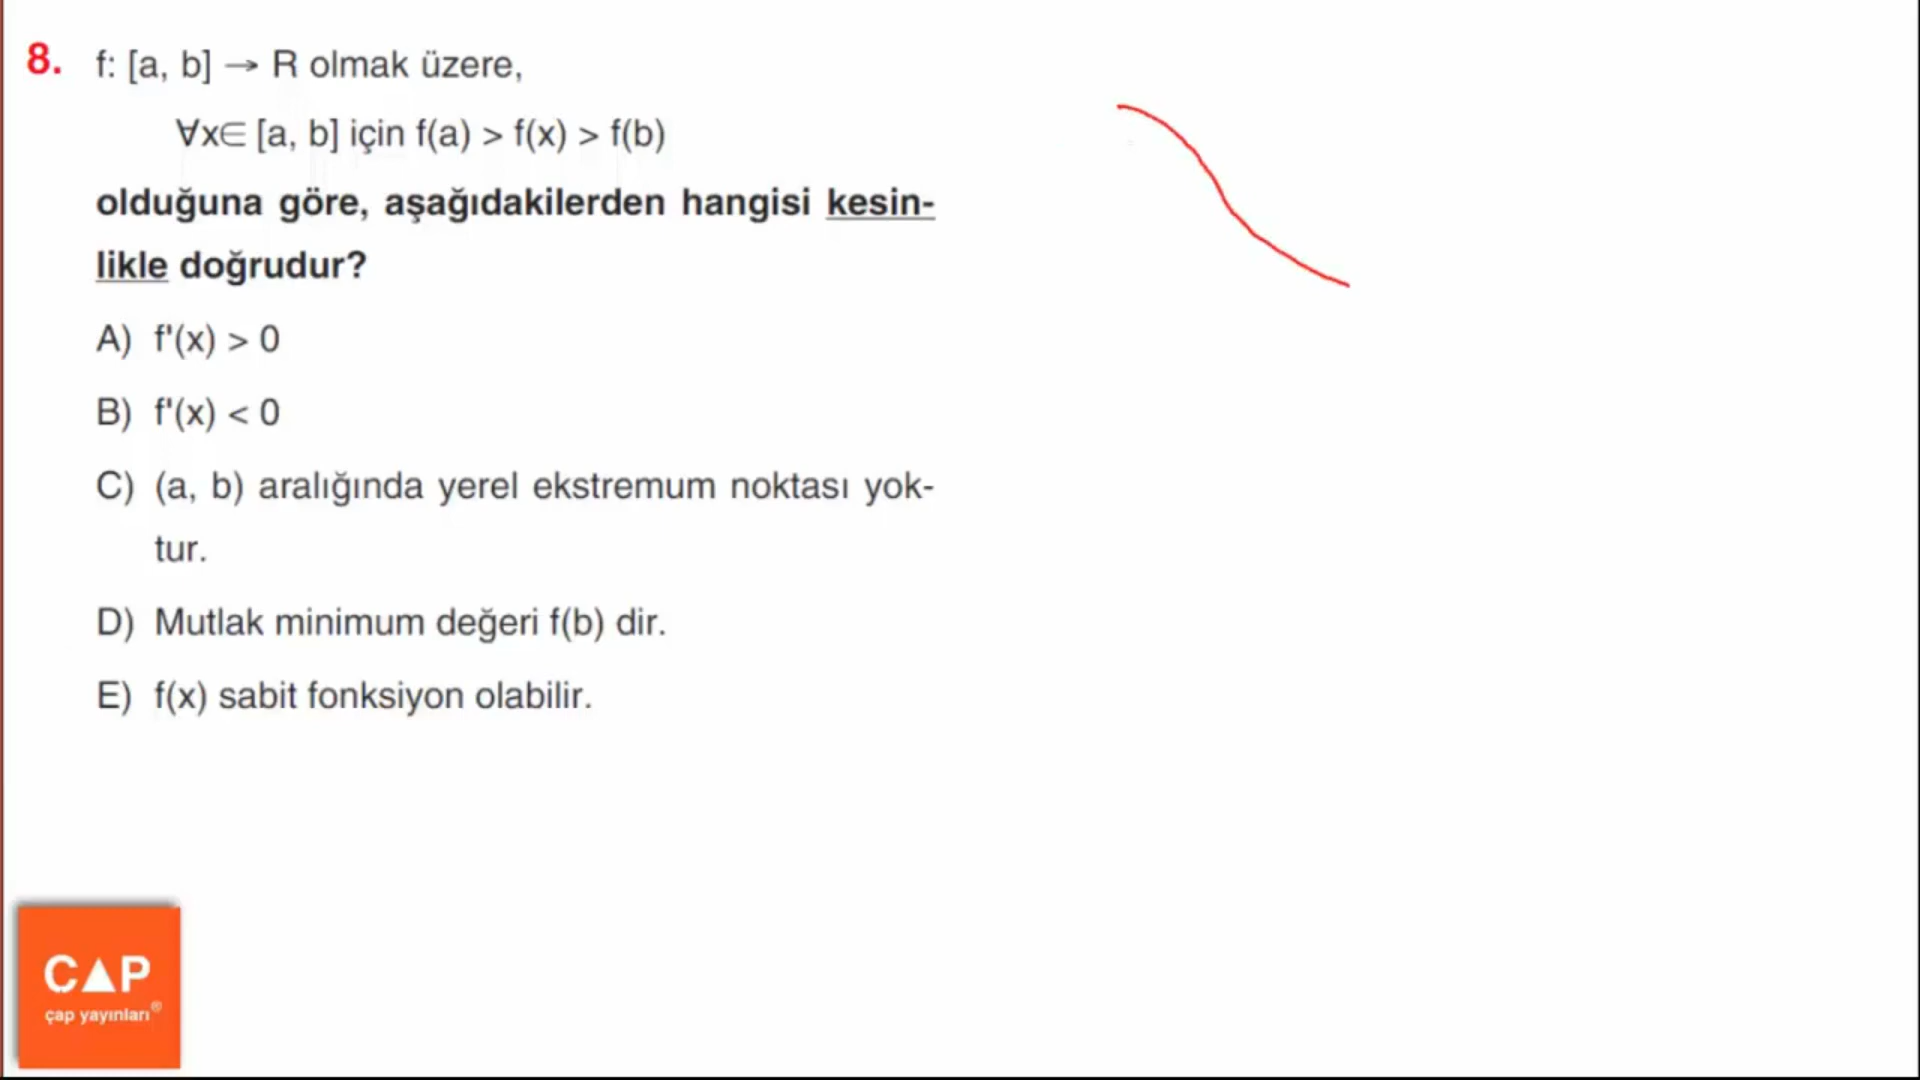 8. f: [a, b] → R olmak üzere,
∀x∈ [a, b] için f(a) > f(x) > f(b)
olduğuna göre, aşağıdakilerden hangisi kesin-
likle doğrudur?
A) f'(x) > 0
B) f'(x) < 0
C) (a, b) aralığında yerel ekstremum noktası yok-
tur.
D) Mutlak minimum değeri f(b) dir.
E) f(x) sabit fonksiyon olabilir.
ÇAP
çap yayınları®